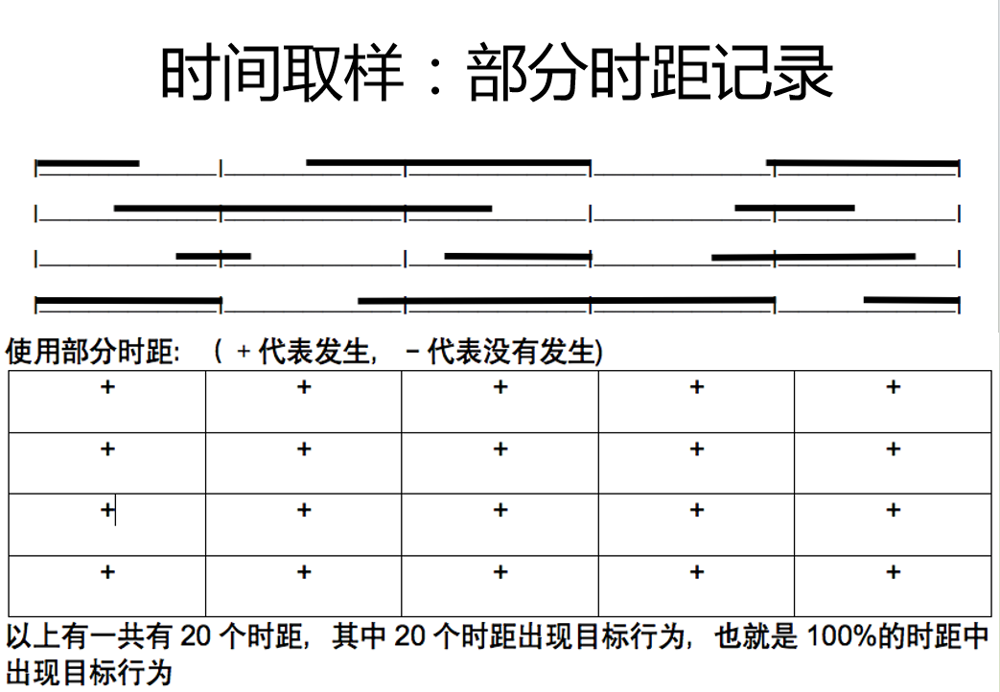 时间取样：部分时距记录
使用部分时距: （ + 代表发生, − 代表没有发生)
+ + + + +
+ + + + +
+ + + + +
+ + + + +
以上有一共有 20 个时距, 其中 20 个时距出现目标行为, 也就是 100%的时距中
出现目标行为